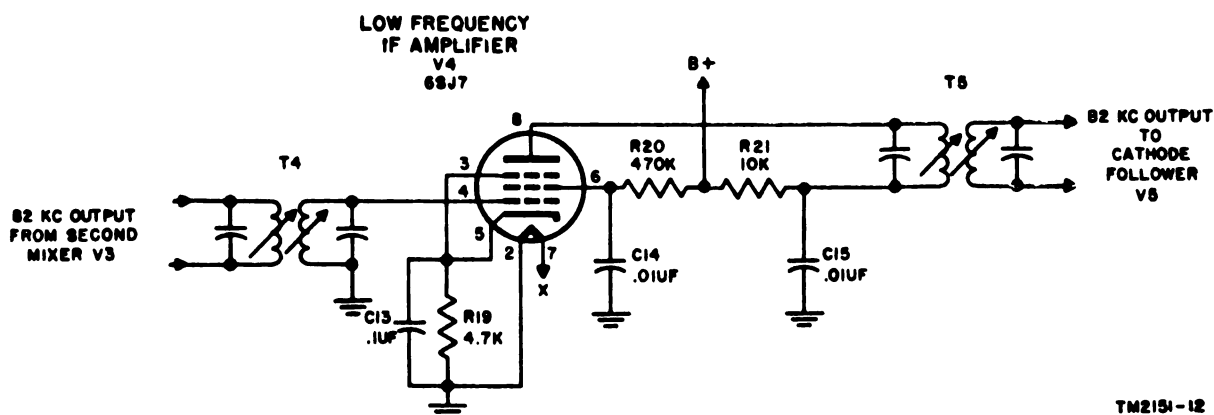 LOW FREQUENCY
IF AMPLIFIER
V4
6SJ7
B+
T5
8
R20
470K
R21
10K
82 KC OUTPUT
TO
CATHODE
FOLLOWER
V5
T4
3
4
6
82 KC OUTPUT
FROM SECOND
MIXER V3
5
2
7
X
C14
.01UF
C15
.01UF
C13
.1UF
R19
4.7K
TM2151-12